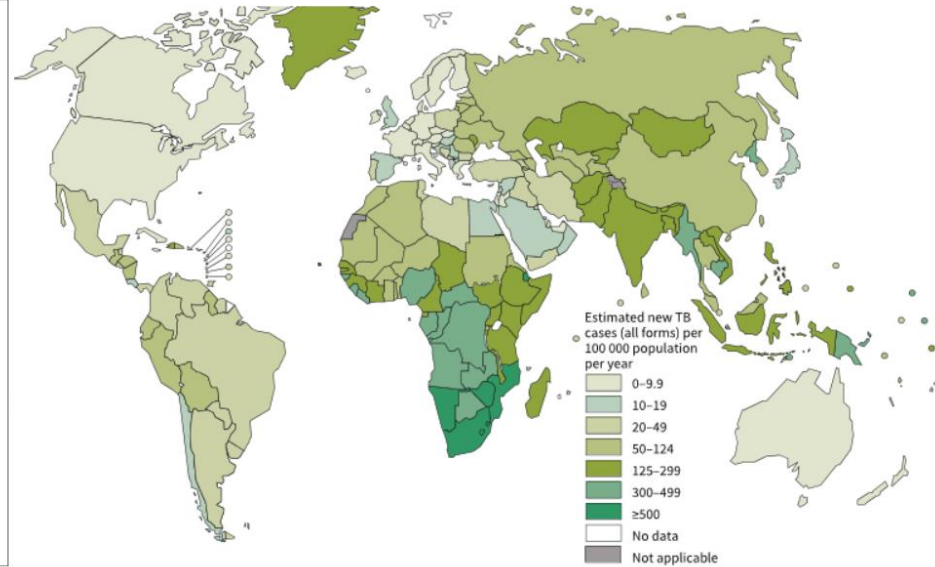 Estimated new TB
cases (all forms) per
100 000 population
per year
0–9.9
10–19
20–49
50–124
125–299
300–499
≥500
No data
Not applicable